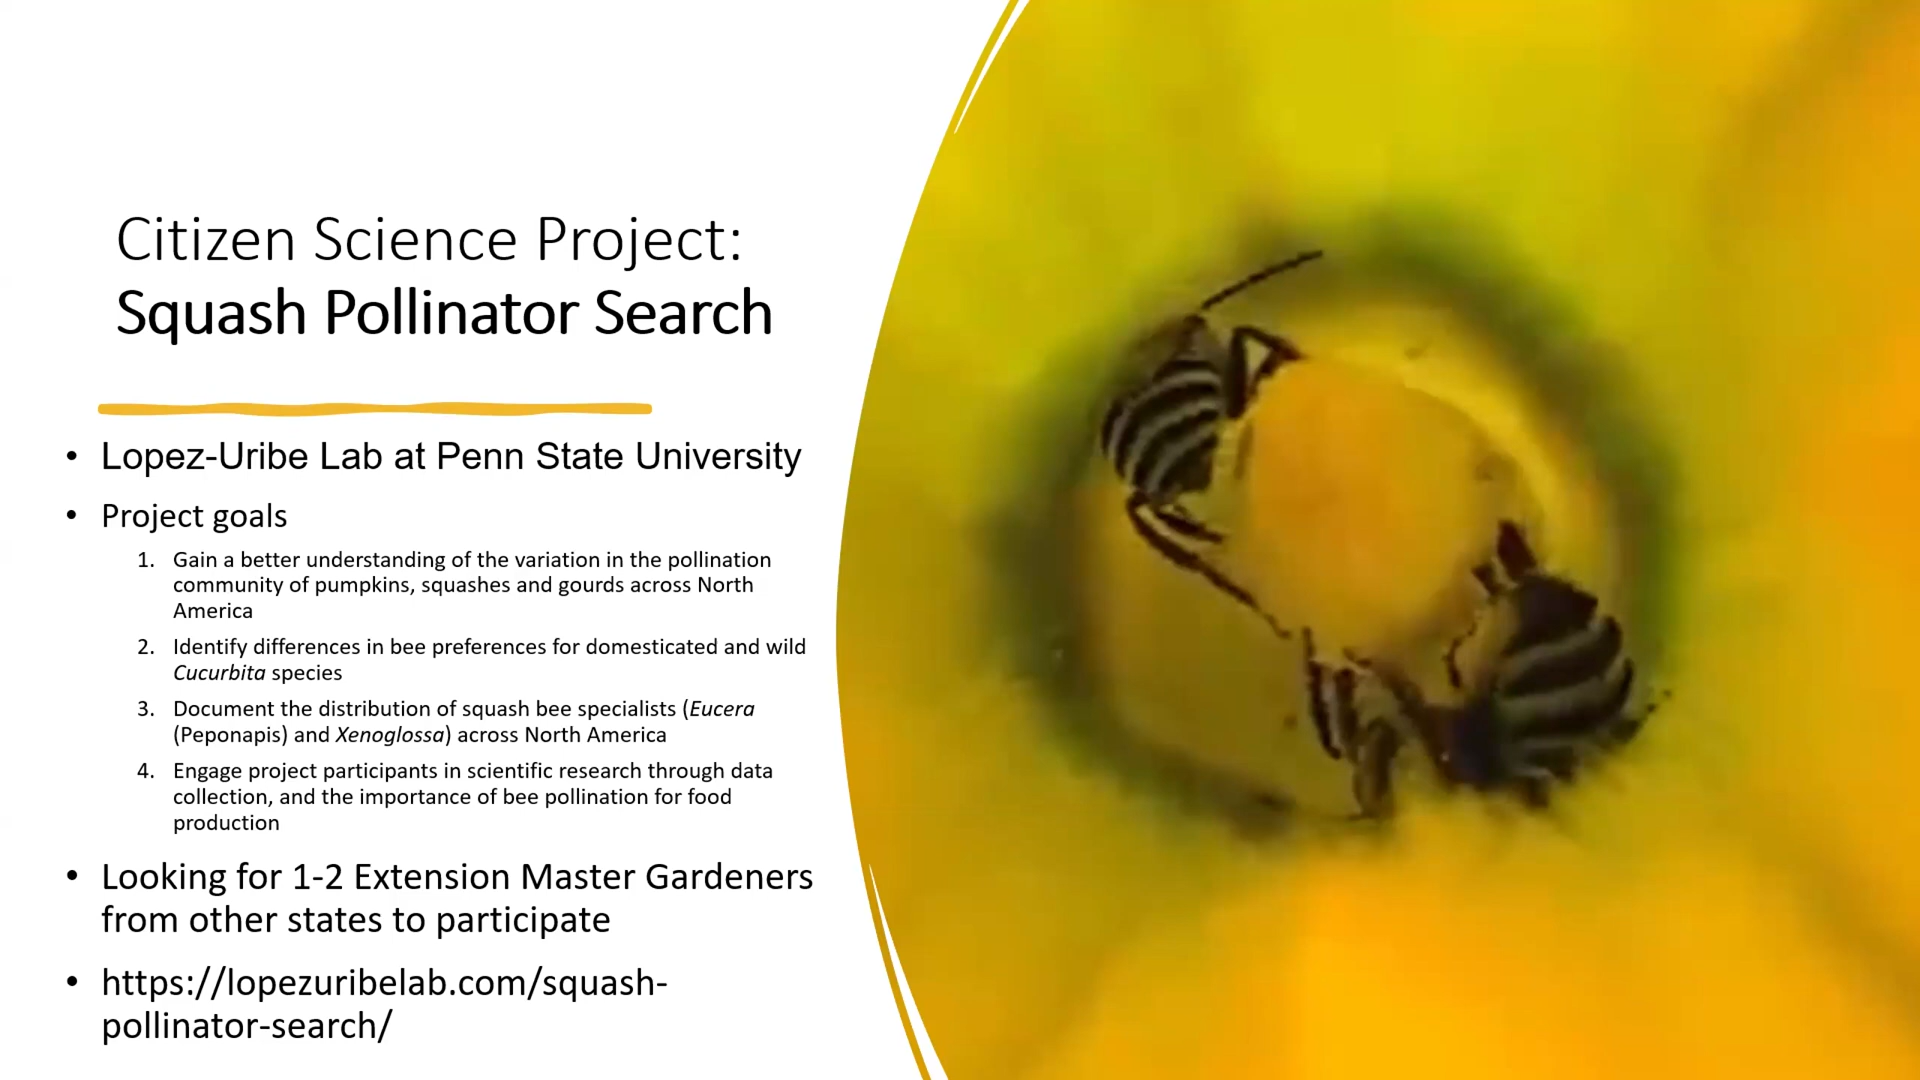 Citizen Science Project:
Squash Pollinator Search
• Lopez-Uribe Lab at Penn State University
• Project goals
1. Gain a better understanding of the variation in the pollination
community of pumpkins, squashes and gourds across North
America
2. Identify differences in bee preferences for domesticated and wild
Cucurbita species
3. Document the distribution of squash bee specialists (Eucera
(Peponapis) and Xenoglossa) across North America
4. Engage project participants in scientific research through data
collection, and the importance of bee pollination for food
production
• Looking for 1-2 Extension Master Gardeners
from other states to participate
• https://lopezuribelab.com/squash-
pollinator-search/